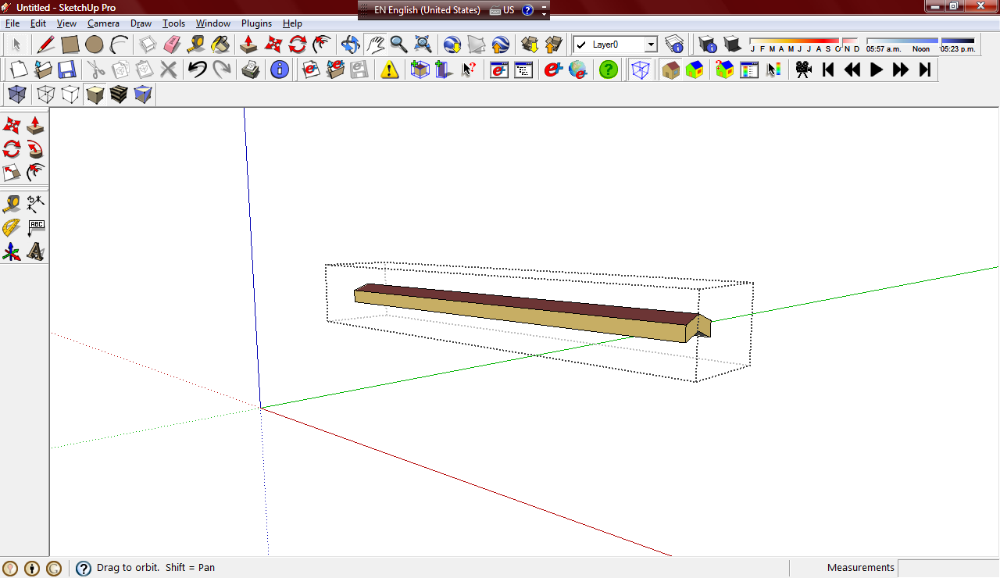 Untitled - SketchUp Pro
EN English (United States) US
File Edit View Camera Draw Tools Window Plugins Help
Layer0
J F M A M J J A S O N D
05:57 a.m. Noon 05:23 p.m.
ABC
Drag to orbit. Shift = Pan
Measurements